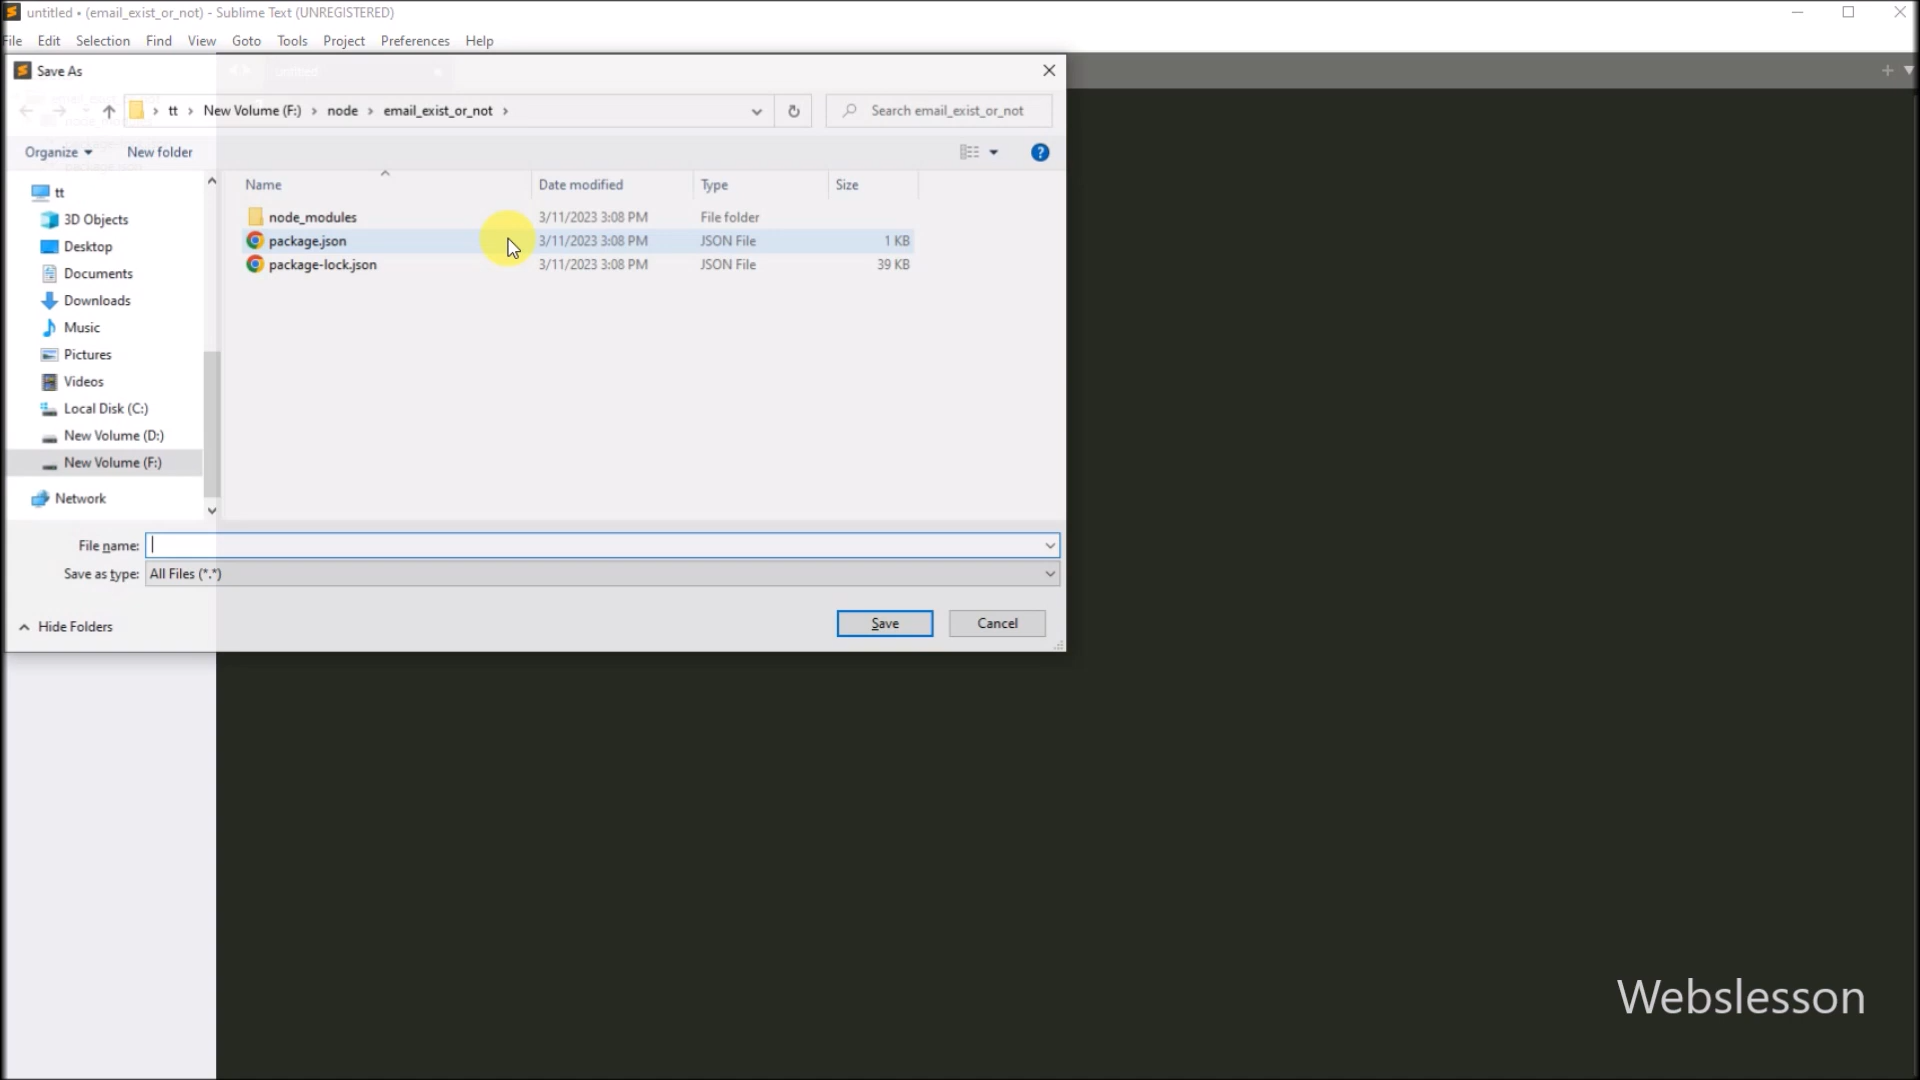 untitled • (email_exist_or_not) - Sublime Text (UNREGISTERED)
File Edit Selection Find View Goto Tools Project Preferences Help
Save As
tt › New Volume (F:) › node › email_exist_or_not ›
Search email_exist_or_not
Organize New folder
Name Date modified Type Size
node_modules 3/11/2023 3:08 PM File folder
package.json 3/11/2023 3:08 PM JSON File 1 KB
package-lock.json 3/11/2023 3:08 PM JSON File 39 KB
tt
3D Objects
Desktop
Documents
Downloads
Music
Pictures
Videos
Local Disk (C:)
New Volume (D:)
New Volume (F:)
Network
File name:
Save as type: All Files (*.*)
Hide Folders
Save Cancel
Webslesson